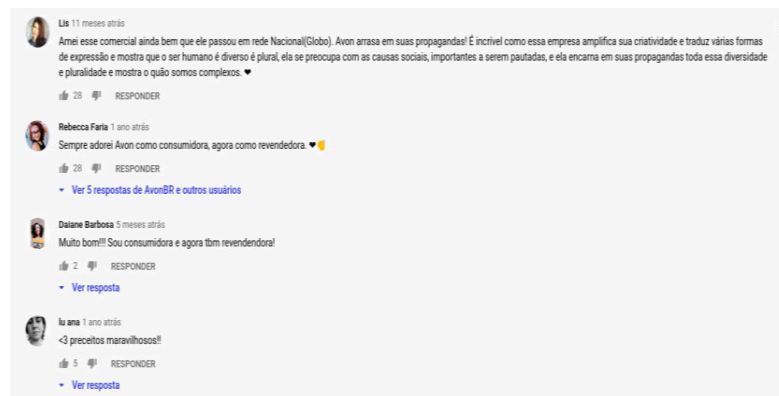 Lis 11 meses atrás
Amei esse comercial ainda bem que ele passou em rede Nacional(Globo). Avon arrasa em suas propagandas! É incrivel como essa empresa amplifica sua criatividade e traduz várias formas
de expressão e mostra que o ser humano é diverso é plural, ela se preocupa com as causas sociais, importantes a serem pautadas, e ela encarna em suas propagandas toda essa diversidade
e pluralidade e mostra o quão somos complexos. ♥
28 RESPONDER
Rebecca Faria 1 ano atrás
Sempre adorei Avon como consumidora, agora como revendedora. ♥
28 RESPONDER
Ver 5 respostas de AvonBR e outros usuários
Daiane Barbosa 5 meses atrás
Muito bom!!! Sou consumidora e agora tbm revendendora!
2 RESPONDER
Ver resposta
lu ana 1 ano atrás
<3 preceitos maravilhosos!!
5 RESPONDER
Ver resposta